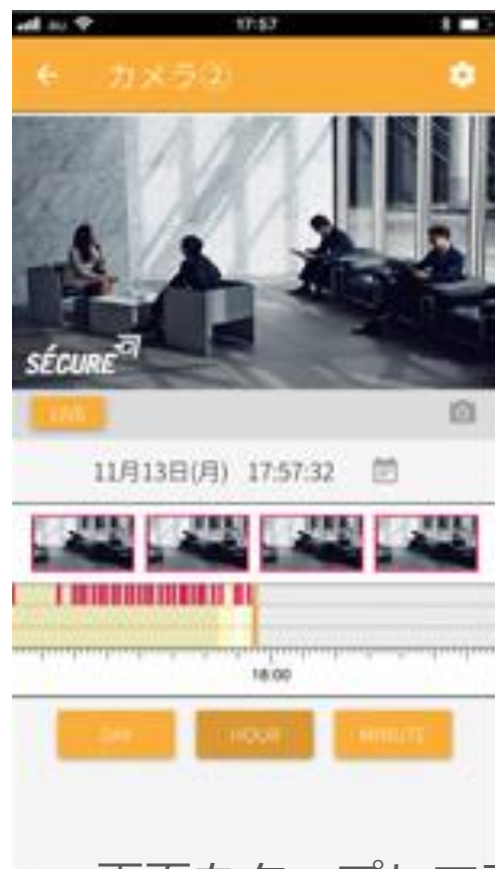 au 17:57
← カメラ②
SÉCURE
LIVE
11月13日(月) 17:57:32
18:00
DAY HOUR MINUTE